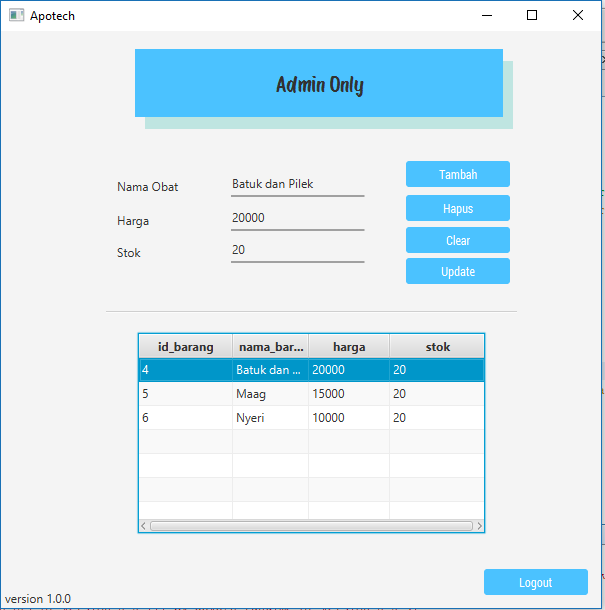 Apotech
Admin Only
Nama Obat Batuk dan Pilek Tambah
Harga 20000 Hapus
Stok 20 Clear
Update
id_barang nama_bar... harga stok
4 Batuk dan ... 20000 20
5 Maag 15000 20
6 Nyeri 10000 20
Logout
version 1.0.0